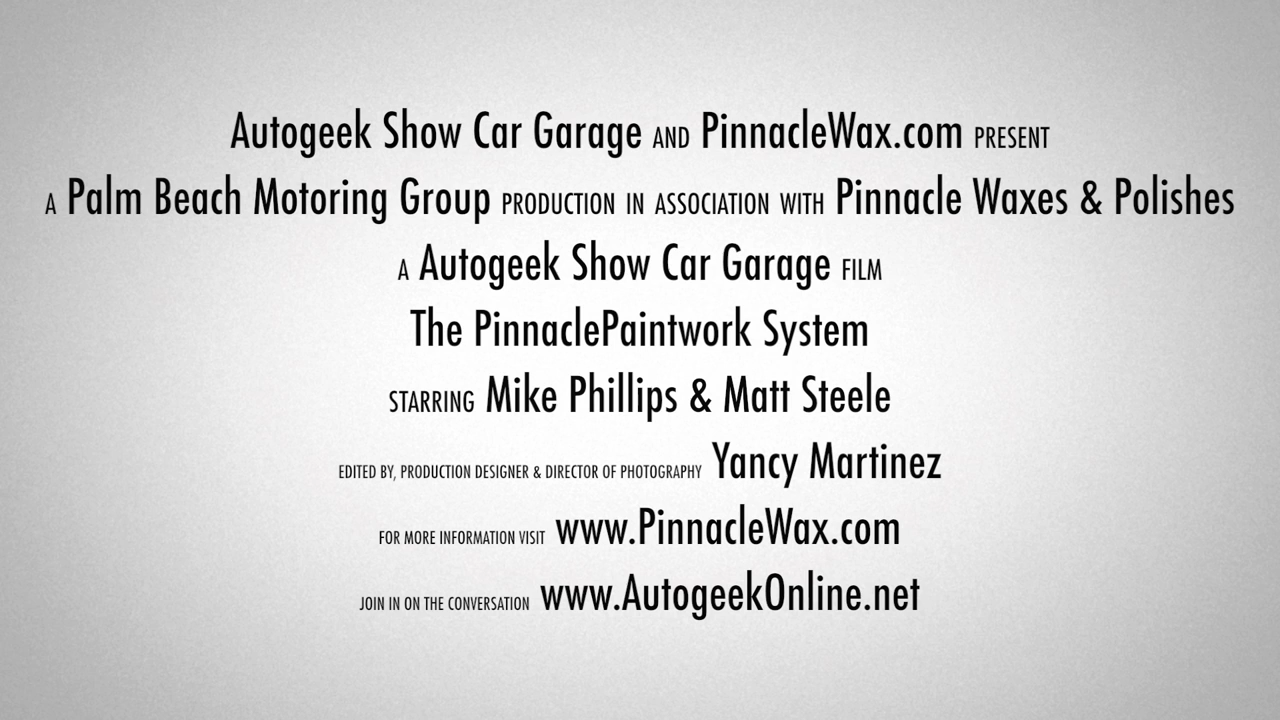 Autogeek Show Car Garage AND PinnacleWax.com PRESENT
A Palm Beach Motoring Group PRODUCTION IN ASSOCIATION WITH Pinnacle Waxes & Polishes
A Autogeek Show Car Garage FILM
The PinnaclePaintwork System
STARRING Mike Phillips & Matt Steele
EDITED BY, PRODUCTION DESIGNER & DIRECTOR OF PHOTOGRAPHY Yancy Martinez
FOR MORE INFORMATION VISIT www.PinnacleWax.com
JOIN IN ON THE CONVERSATION www.AutogeekOnline.net